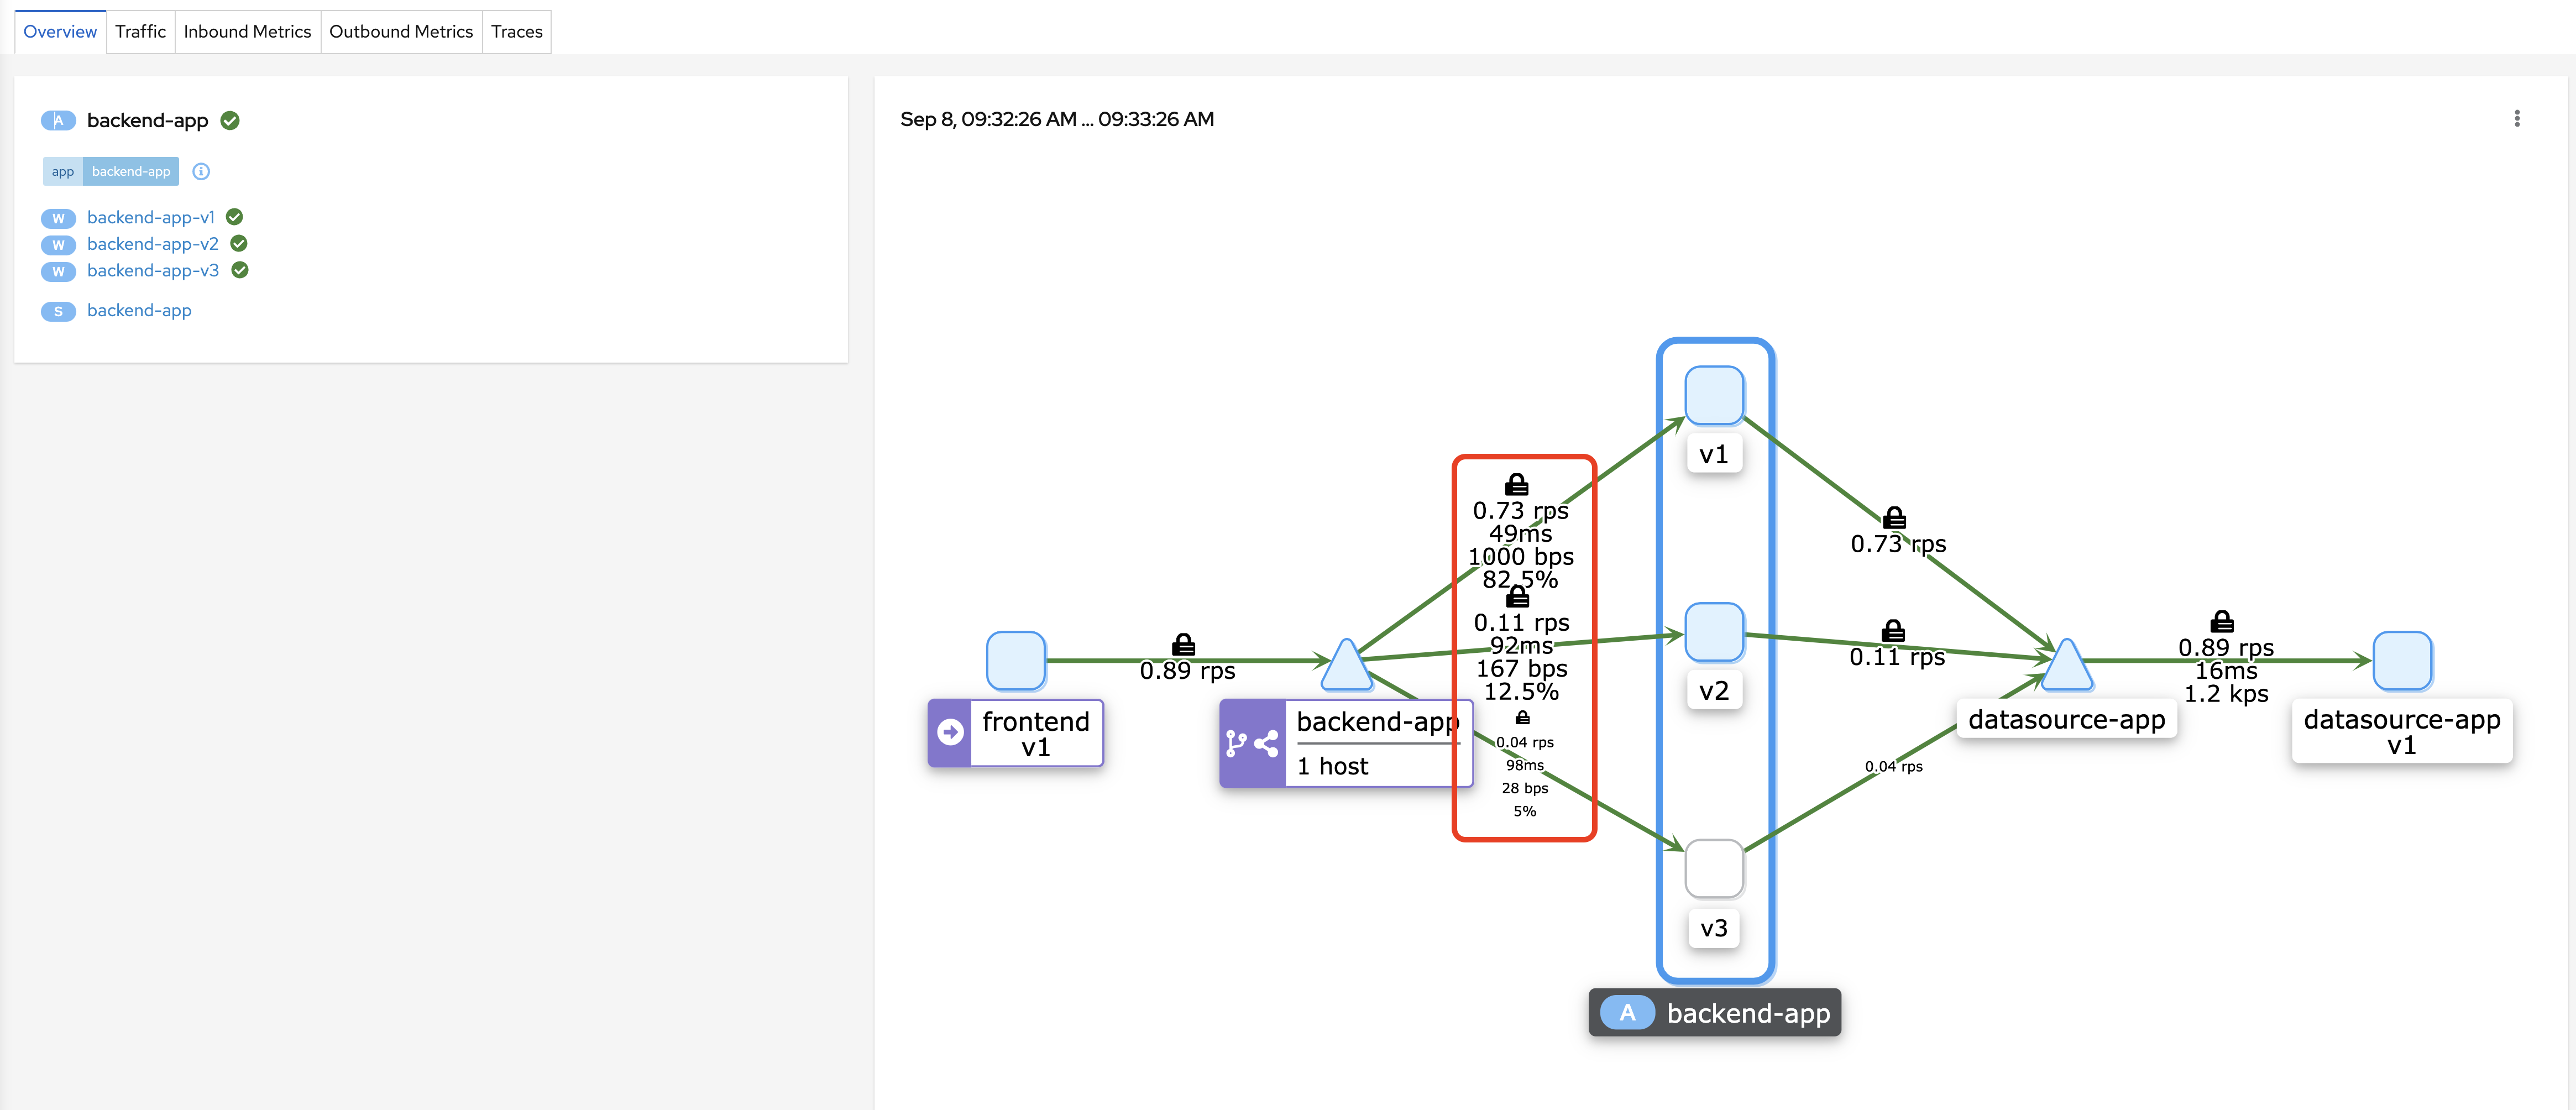 Overview
Traffic
Inbound Metrics
Outbound Metrics
Traces
A backend-app
app backend-app
W backend-app-v1
W backend-app-v2
W backend-app-v3
S backend-app
Sep 8, 09:32:26 AM ... 09:33:26 AM
frontend
v1
0.89 rps
backend-app
1 host
0.73 rps
49ms
1000 bps
82.5%
0.11 rps
92ms
167 bps
12.5%
0.04 rps
98ms
28 bps
5%
v1
v2
v3
A backend-app
0.73 rps
0.11 rps
0.04 rps
datasource-app
0.89 rps
16ms
1.2 kps
datasource-app
v1